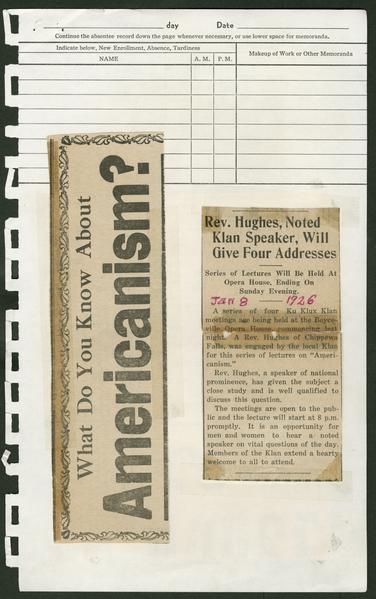 day Date
Continue the absentee record down the page whenever necessary, or use lower space for memoranda.
Indicate below, New Enrollment, Absence, Tardiness
Makeup of Work or Other Memoranda
NAME A. M. P. M.
What Do You Know About
Americanism?
Rev. Hughes, Noted
Klan Speaker, Will
Give Four Addresses
Series of Lectures Will Be Held At
Opera House, Ending On
Sunday Evening.
Jan 8 1926
A series of four Ku Klux Klan
meetings are being held at the Boyce-
ville Opera House, commencing last
night. A Rev. Hughes of Chippewa
Falls, was engaged by the local Klan
for this series of lectures on "Ameri-
canism."
Rev. Hughes, a speaker of national
prominence, has given the subject a
close study and is well qualified to
discuss this question.
The meetings are open to the pub-
lic and the lecture will start at 8 p.m.
promptly. It is an opportunity for
men and women to hear a noted
speaker on vital questions of the day.
Members of the Klan extend a hearty
welcome to all to attend.